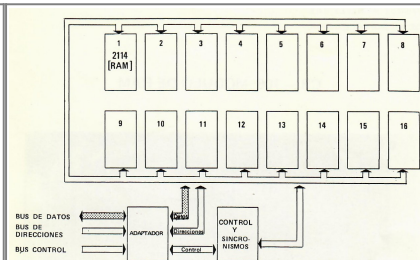 1 2 3 4 5 6 7 8
2114
[RAM]
9 10 11 12 13 14 15 16
BUS DE DATOS
Datos
BUS DE
DIRECCIONES
Direcciones
BUS CONTROL
ADAPTADOR
Control
CONTROL
Y
SINCRO-
NISMOS